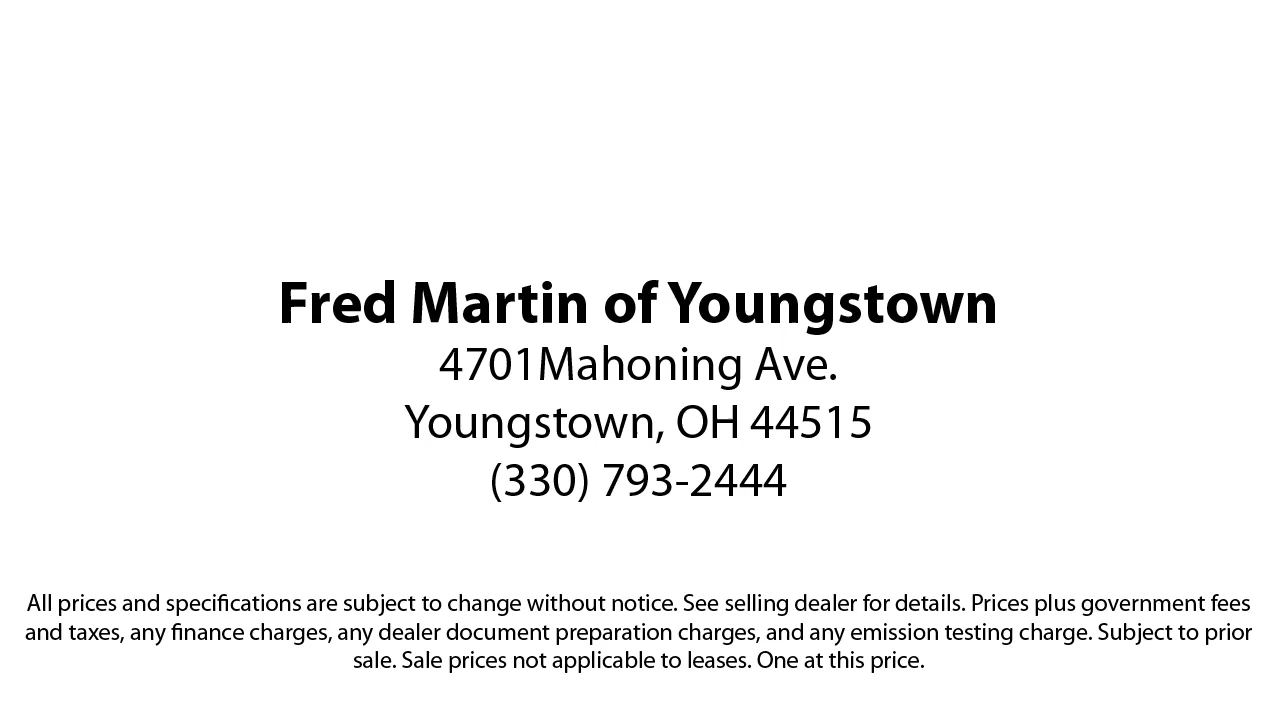 Fred Martin of Youngstown
4701Mahoning Ave.
Youngstown, OH 44515
(330) 793-2444
All prices and specifications are subject to change without notice. See selling dealer for details. Prices plus government fees
and taxes, any finance charges, any dealer document preparation charges, and any emission testing charge. Subject to prior
sale. Sale prices not applicable to leases. One at this price.